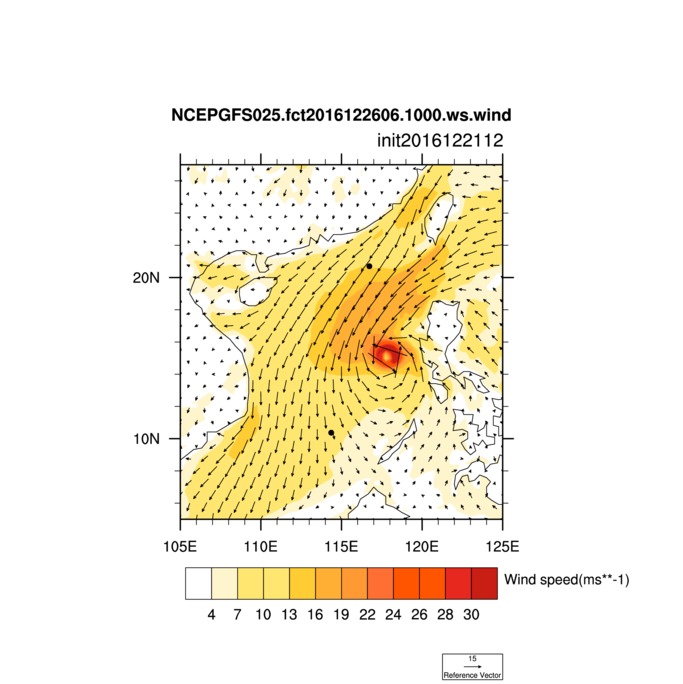 NCEPGFS025.fct2016122606.1000.ws.wind
init2016122112
20N
10N
105E 110E 115E 120E 125E
Wind speed(ms**-1)
4 7 10 13 16 19 22 24 26 28 30
15
Reference Vector